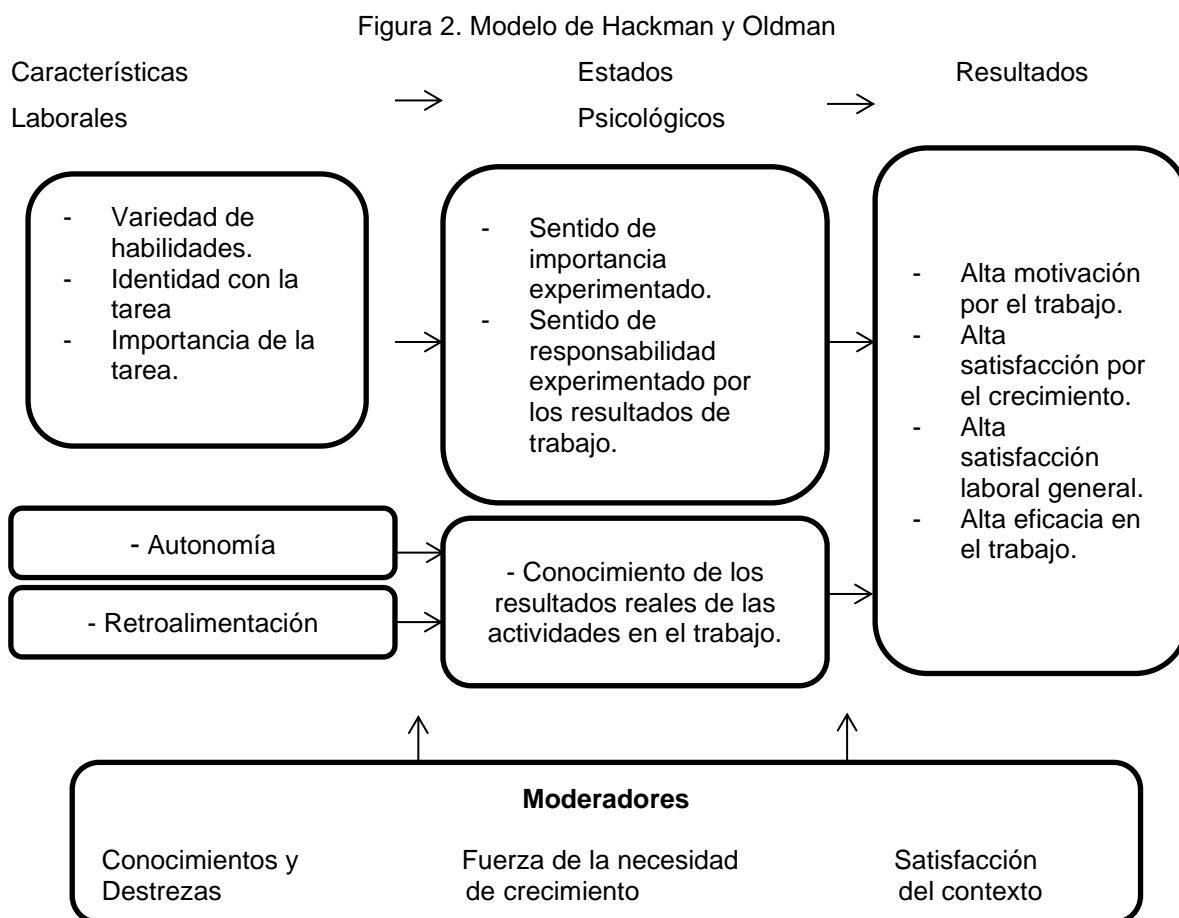 Figura 2. Modelo de Hackman y Oldman
Características
Laborales
Estados
Psicológicos
Resultados
- Variedad de
habilidades.
- Identidad con la
tarea
- Importancia de la
tarea.
- Sentido de
importancia
experimentado.
- Sentido de
responsabilidad
experimentado por
los resultados de
trabajo.
- Alta motivación
por el trabajo.
- Alta
satisfacción por
el crecimiento.
- Alta
satisfacción
laboral general.
- Alta eficacia en
el trabajo.
- Autonomía
- Retroalimentación
- Conocimiento de los
resultados reales de las
actividades en el trabajo.
Moderadores
Conocimientos y
Destrezas
Fuerza de la necesidad
de crecimiento
Satisfacción
del contexto